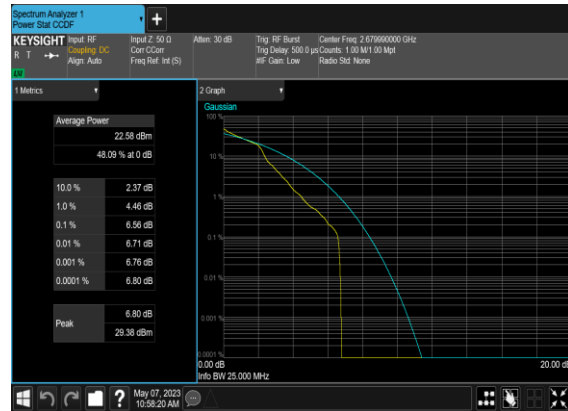 Spectrum Analyzer 1
Power Stat CCDF
KEYSIGHT
R T
LV
Input: RF
Coupling: DC
Align: Auto
Input Z: 50 Ω
Corr CCorr
Freq Ref: Int (S)
Atten: 30 dB
Trig: RF Burst
Trig Delay: 500.0 µs
#IF Gain: Low
Center Freq: 2.679990000 GHz
Counts: 1.00 M/1.00 Mpt
Radio Std: None
1 Metrics
Average Power
22.58 dBm
48.09 % at 0 dB
10.0 % 2.37 dB
1.0 % 4.46 dB
0.1 % 6.56 dB
0.01 % 6.71 dB
0.001 % 6.76 dB
0.0001 % 6.80 dB
Peak
6.80 dB
29.38 dBm
2 Graph
Gaussian
100 %
10 %
1 %
0.1 %
0.01 %
0.001 %
0.0001 %
0.00 dB
20.00 dB
Info BW 25.000 MHz
?
May 07, 2023
10:58:20 AM